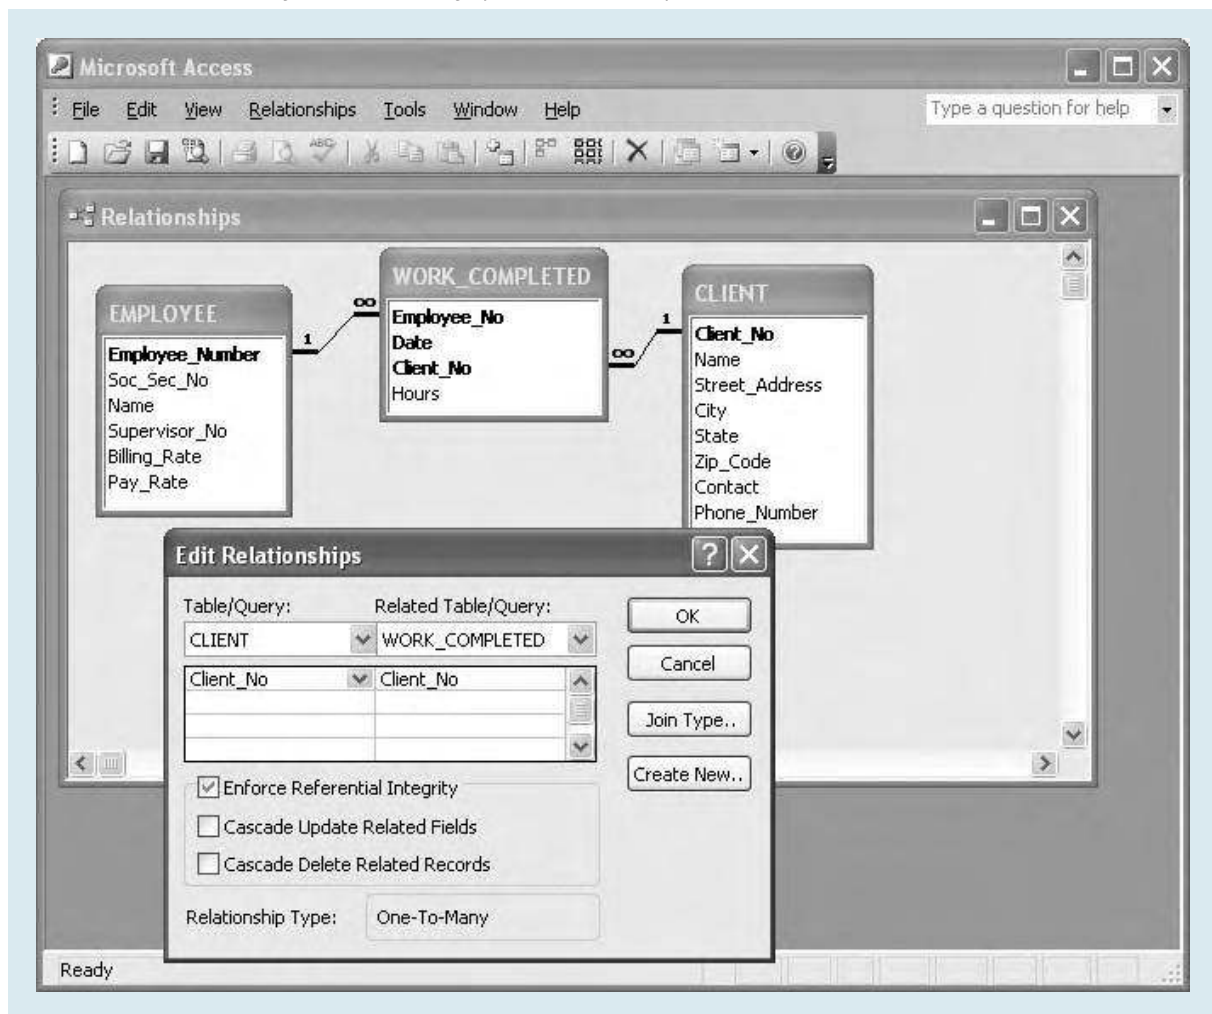 Microsoft Access
File Edit View Relationships Tools Window Help
Type a question for help
ABC
Relationships
EMPLOYEE
Employee_Number
Soc_Sec_No
Name
Supervisor_No
Billing_Rate
Pay_Rate
1
∞
WORK_COMPLETED
Employee_No
Date
Client_No
Hours
∞
1
CLIENT
Client_No
Name
Street_Address
City
State
Zip_Code
Contact
Phone_Number
Edit Relationships
Table/Query: Related Table/Query:
CLIENT WORK_COMPLETED
Client_No Client_No
Enforce Referential Integrity
Cascade Update Related Fields
Cascade Delete Related Records
Relationship Type: One-To-Many
OK
Cancel
Join Type..
Create New..
Ready